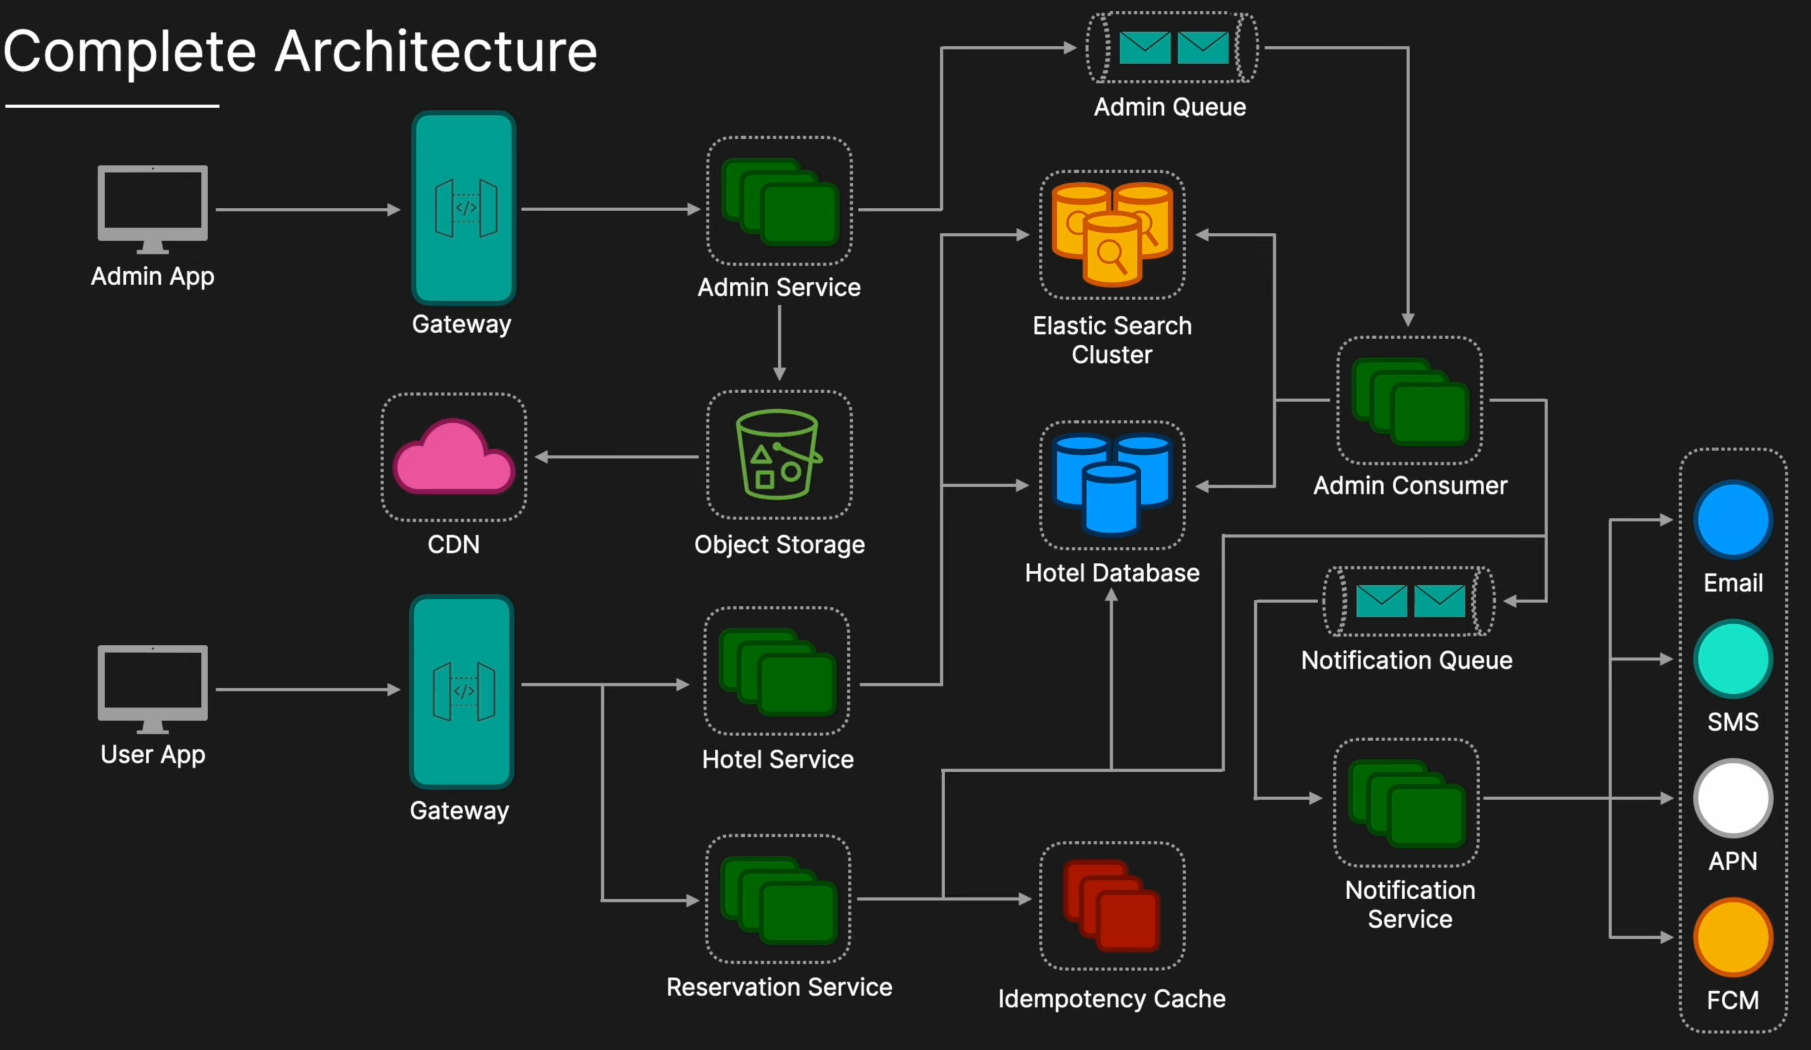 Complete Architecture
Admin Queue
Admin App
</>
Gateway
Admin Service
Elastic Search
Cluster
CDN
Object Storage
Hotel Database
Admin Consumer
Email
User App
</>
Gateway
Hotel Service
Notification Queue
SMS
APN
Reservation Service
Idempotency Cache
Notification
Service
FCM